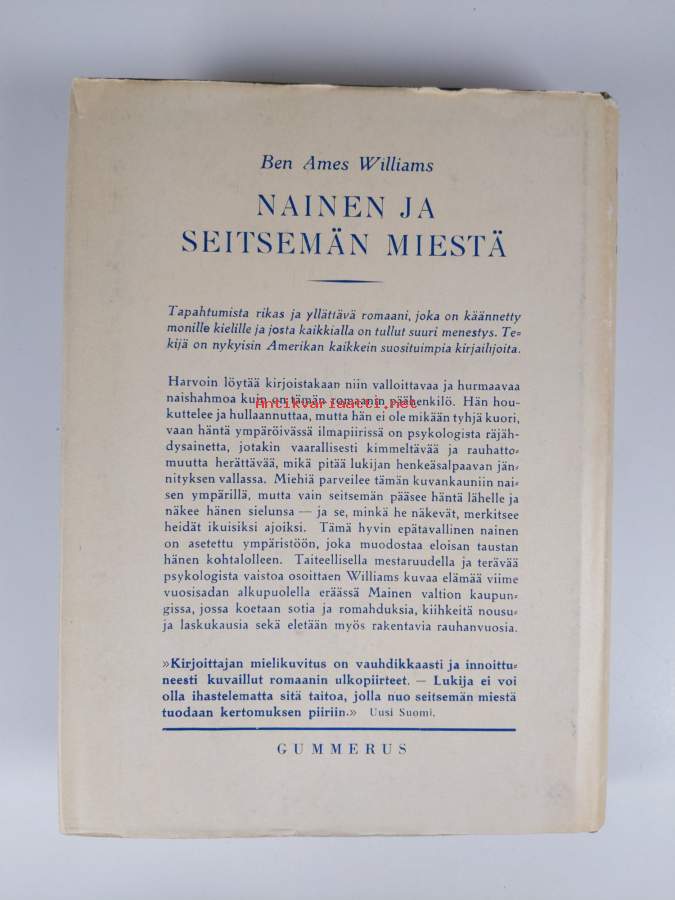 Ben Ames Williams
NAINEN JA
SEITSEMÄN MIESTÄ
Tapahtumista rikas ja yllättävä romaani, joka on käännetty
monille kielille ja josta kaikkialla on tullut suuri menestys. Te-
kijä on nykyisin Amerikan kaikkein suosituimpia kirjailijoita.
Harvoin löytää kirjoistakaan niin valloittavaa ja hurmaavaa
naishahmoa kuin on tämän romaanin päähenkilö. Hän hou-
Antikvariaatti.net
kuttelee ja hullaannuttaa, mutta hän ei ole mikään tyhjä kuori,
vaan häntä ympäröivässä ilmapiirissä on psykologista räjäh-
dysainetta, jotakin vaarallisesti kimmeltävää ja rauhatto-
muutta herättävää, mikä pitää lukijan henkeäsalpaavan jän-
nityksen vallassa. Miehiä parveilee tämän kuvankauniin nai-
sen ympärillä, mutta vain seitsemän pääsee häntä lähelle ja
näkee hänen sielunsa — ja se, minkä he näkevät, merkitsee
heidät ikuisiksi ajoiksi. Tämä hyvin epätavallinen nainen
on asetettu ympäristöön, joka muodostaa eloisan taustan
hänen kohtalolleen. Taiteellisella mestaruudella ja terävää
psykologista vaistoa osoittaen Williams kuvaa elämää viime
vuosisadan alkupuolella eräässä Mainen valtion kaupun-
gissa, jossa koetaan sotia ja romahduksia, kiihkeitä nousu-
ja laskukausia sekä eletään myös rakentavia rauhanvuosia.
»Kirjoittajan mielikuvitus on vauhdikkaasti ja innoittu-
neesti kuvaillut romaanin ulkopiirteet. — Lukija ei voi
olla ihastelematta sitä taitoa, jolla nuo seitsemän miestä
tuodaan kertomuksen piiriin.» Uusi Suomi.
GUMMERUS